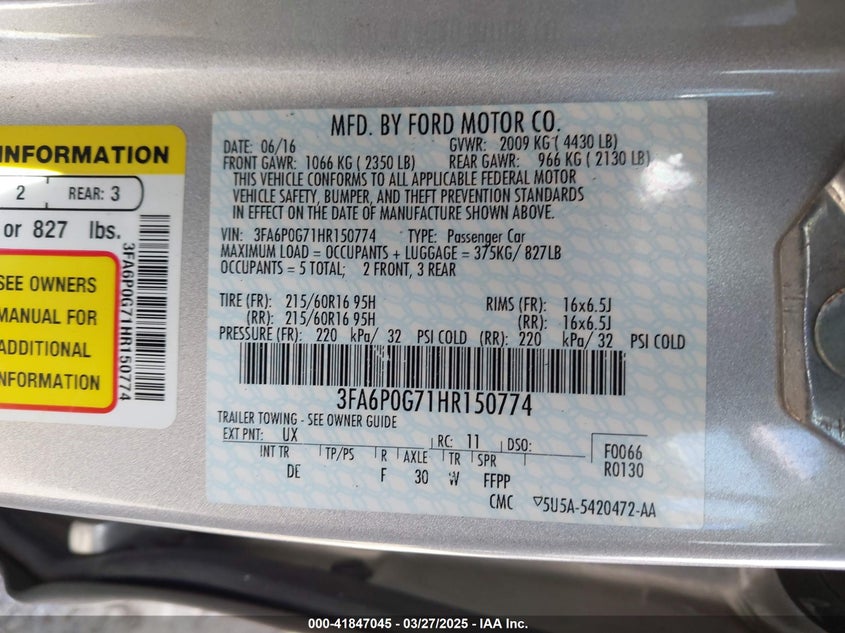 INFORMATION
2 REAR: 3
or 827 lbs.
SEE OWNERS
MANUAL FOR
ADDITIONAL
INFORMATION
3FA6P0G71HR150774
MFD. BY FORD MOTOR CO.
DATE: 06/16 GVWR: 2009 KG ( 4430 LB)
FRONT GAWR: 1066 KG ( 2350 LB) REAR GAWR: 966 KG ( 2130 LB)
THIS VEHICLE CONFORMS TO ALL APPLICABLE FEDERAL MOTOR
VEHICLE SAFETY, BUMPER, AND THEFT PREVENTION STANDARDS
IN EFFECT ON THE DATE OF MANUFACTURE SHOWN ABOVE.
VIN: 3FA6P0G71HR150774 TYPE: Passenger Car
MAXIMUM LOAD = OCCUPANTS + LUGGAGE = 375KG/ 827LB
OCCUPANTS = 5 TOTAL; 2 FRONT, 3 REAR
TIRE (FR): 215/60R16 95H RIMS (FR): 16x6.5J
(RR): 215/60R16 95H (RR): 16x6.5J
PRESSURE (FR): 220 kPa/ 32 PSI COLD (RR): 220 kPa/ 32 PSI COLD
3FA6P0G71HR150774
TRAILER TOWING - SEE OWNER GUIDE
EXT PNT: UX RC: 11 DSO: F0066
INT TR TP/PS R AXLE TR SPR R0130
DE F 30 W FFPP
CMC ▽5U5A-5420472-AA
000-41847045 — 03/27/2025 — IAA Inc.